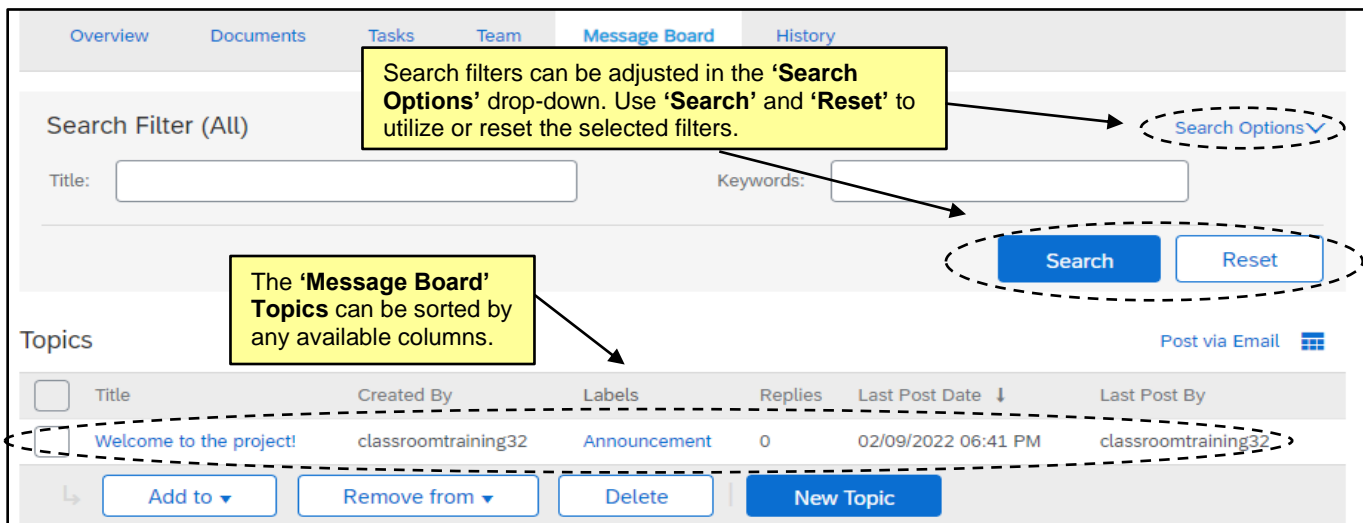 Overview Documents Tasks Team Message Board History
Search filters can be adjusted in the ‘Search
Options’ drop-down. Use ‘Search’ and ‘Reset’ to
utilize or reset the selected filters.
Search Filter (All)
Search Options
Title:
Keywords:
Search Reset
The ‘Message Board’
Topics can be sorted by
any available columns.
Topics
Post via Email
Title Created By Labels Replies Last Post Date ↓ Last Post By
Welcome to the project! classroomtraining32 Announcement 0 02/09/2022 06:41 PM classroomtraining32
Add to Remove from Delete New Topic